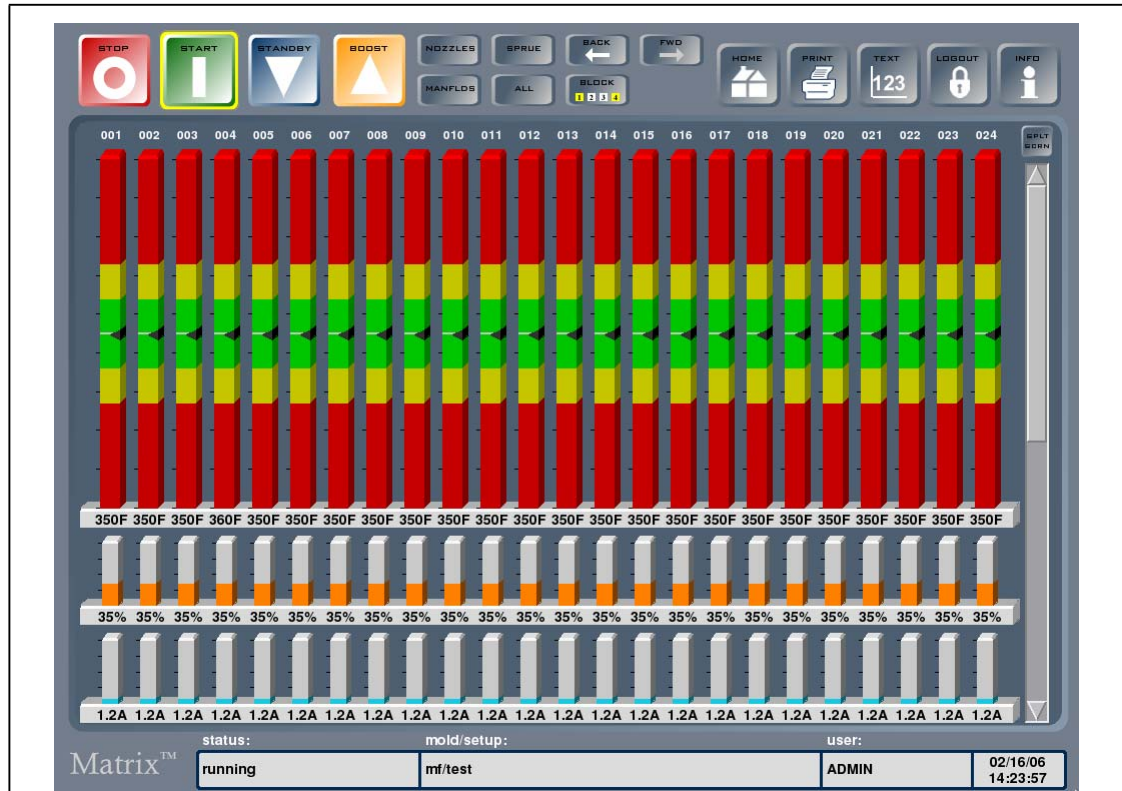 STOP START STANDBY BOOST NOZZLES SPRUE BACK FWD
MANFLDS ALL BLOCK
1 2 3 4
HOME PRINT TEXT LOGOUT INFO
123
001 002 003 004 005 006 007 008 009 010 011 012 013 014 015 016 017 018 019 020 021 022 023 024
SPLT
SCRN
350F 350F 350F 360F 350F 350F 350F 350F 350F 350F 350F 350F 350F 350F 350F 350F 350F 350F 350F 350F 350F 350F 350F 350F
35% 35% 35% 35% 35% 35% 35% 35% 35% 35% 35% 35% 35% 35% 35% 35% 35% 35% 35% 35% 35% 35% 35% 35%
1.2A 1.2A 1.2A 1.2A 1.2A 1.2A 1.2A 1.2A 1.2A 1.2A 1.2A 1.2A 1.2A 1.2A 1.2A 1.2A 1.2A 1.2A 1.2A 1.2A 1.2A 1.2A 1.2A 1.2A
status: mold/setup: user:
Matrix™ running mf/test ADMIN 02/16/06
14:23:57